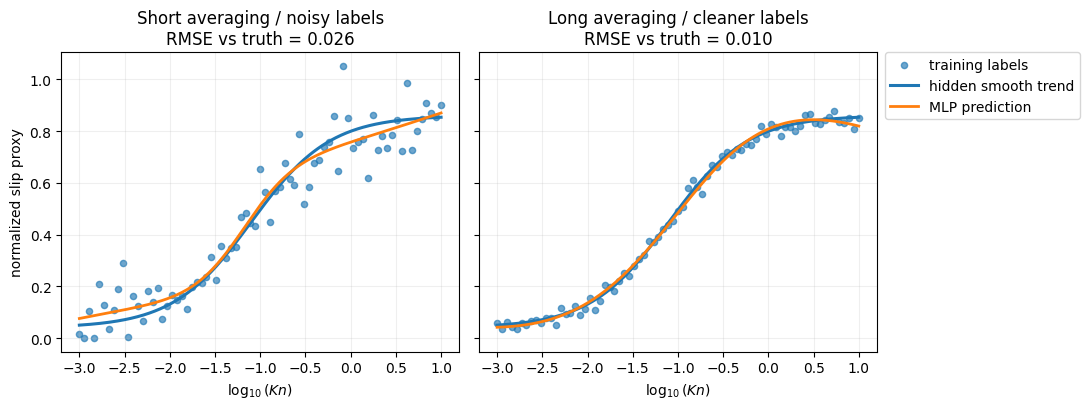 Short averaging / noisy labels
RMSE vs truth = 0.026
Long averaging / cleaner labels
RMSE vs truth = 0.010
training labels
hidden smooth trend
MLP prediction
normalized slip proxy
1.0
0.8
0.6
0.4
0.2
0.0
−3.0 −2.5 −2.0 −1.5 −1.0 −0.5 0.0 0.5 1.0
−3.0 −2.5 −2.0 −1.5 −1.0 −0.5 0.0 0.5 1.0
log₁₀(Kn)
log₁₀(Kn)